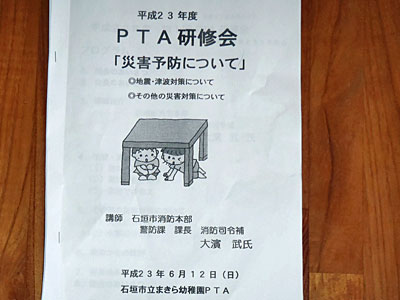 平成23年度
PTA研修会
「災害予防について」
◎地震・津波対策について
◎その他の災害対策について
講師 石垣市消防本部
警防課 課長 消防司令補
大濱 武氏
平成23年6月12日(日)
石垣市立まきら幼稚園PTA